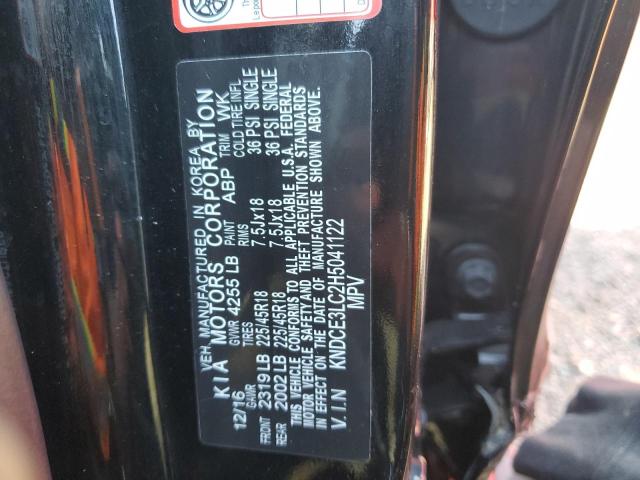 VEH. MANUFACTURED IN KOREA BY
KIA MOTORS CORPORATION
12/16 GVWR 4255 LB PAINT ABP TRIM WK
GAWR TIRES RIMS COLD TIRE INFL
FRONT 2319 LB 225/45R18 7.5Jx18 36 PSI SINGLE
REAR 2002 LB 225/45R18 7.5Jx18 36 PSI SINGLE
THIS VEHICLE CONFORMS TO ALL APPLICABLE U.S.A. FEDERAL
MOTOR VEHICLE SAFETY AND THEFT PREVENTION STANDARDS
IN EFFECT ON THE DATE OF MANUFACTURE SHOWN ABOVE.
V.I.N KNDCE3LC2H5041122
MPV